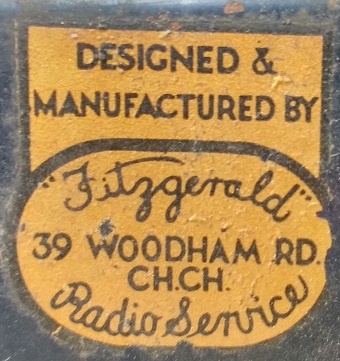 DESIGNED &
MANUFACTURED BY
"Fitzgerald"
39 WOODHAM RD.
CH.CH.
Radio Service